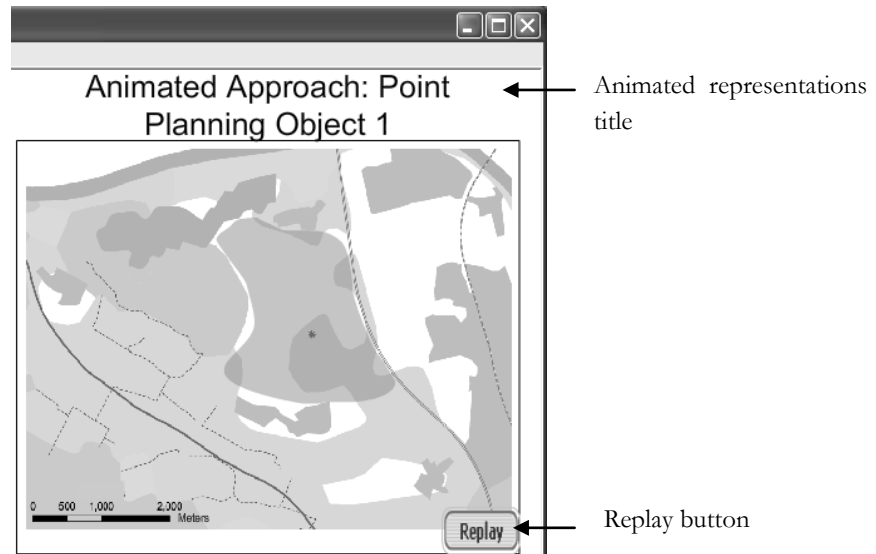 Animated Approach: Point
Planning Object 1
Animated representations
title
0 500 1,000 2,000
Meters
Replay
Replay button